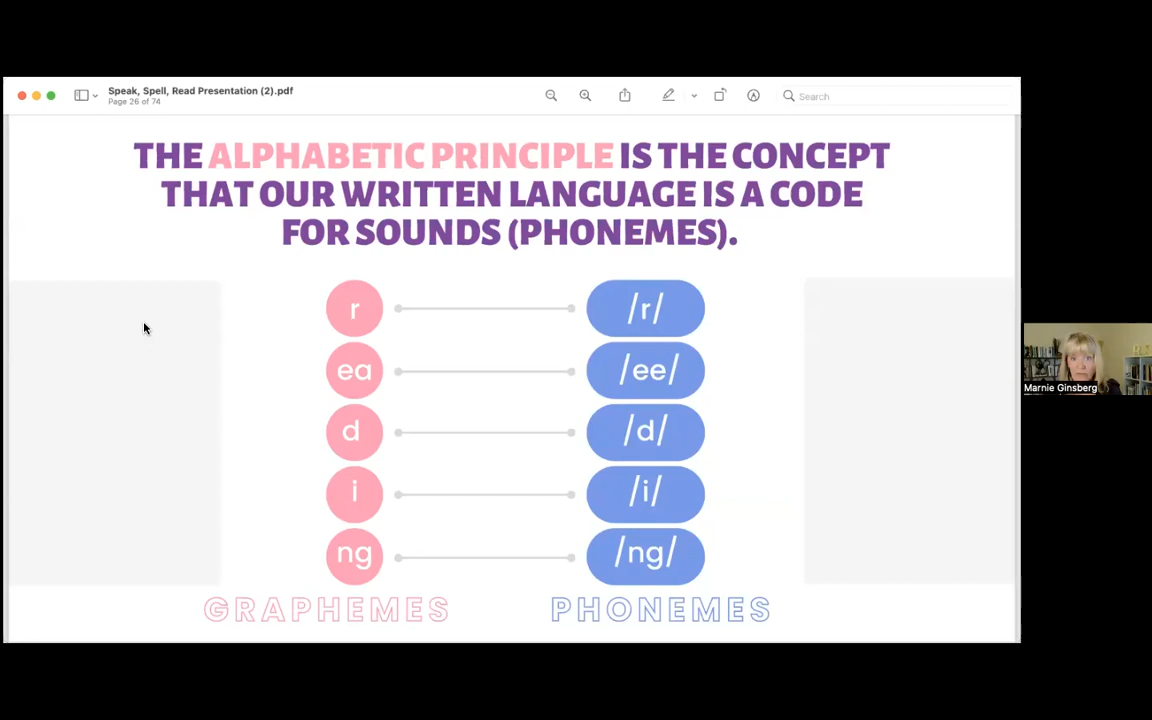 Speak, Spell, Read Presentation (2).pdf
Page 26 of 74
Search
THE ALPHABETIC PRINCIPLE IS THE CONCEPT
THAT OUR WRITTEN LANGUAGE IS A CODE
FOR SOUNDS (PHONEMES).
r /r/
ea /ee/
d /d/
i /i/
ng /ng/
GRAPHEMES PHONEMES
Marnie Ginsberg